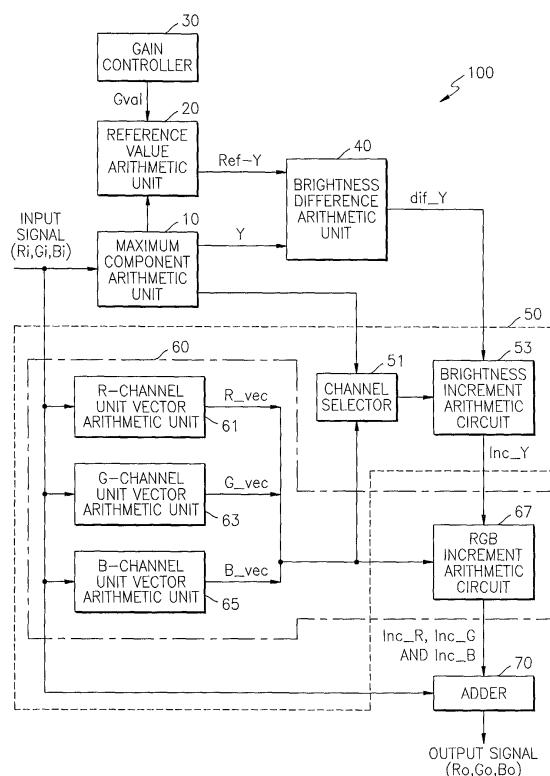 30
GAIN
CONTROLLER
100
Gval
20
REFERENCE
VALUE
ARITHMETIC
UNIT
Ref-Y
40
BRIGHTNESS
DIFFERENCE
ARITHMETIC
UNIT
dif_Y
INPUT
SIGNAL
(Ri,Gi,Bi)
10
MAXIMUM
COMPONENT
ARITHMETIC
UNIT
Y
50
60
51
CHANNEL
SELECTOR
53
BRIGHTNESS
INCREMENT
ARITHMETIC
CIRCUIT
R-CHANNEL
UNIT VECTOR
ARITHMETIC UNIT
R_vec
61
Inc_Y
G-CHANNEL
UNIT VECTOR
ARITHMETIC UNIT
G_vec
63
67
RGB
INCREMENT
ARITHMETIC
CIRCUIT
B-CHANNEL
UNIT VECTOR
ARITHMETIC UNIT
B_vec
65
Inc_R, Inc_G
AND Inc_B
70
ADDER
OUTPUT SIGNAL
(Ro,Go,Bo)